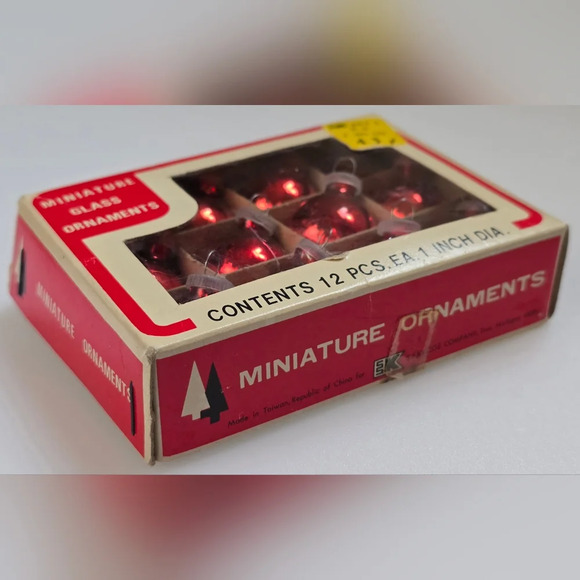 MINIATURE
GLASS
ORNAMENTS
CONTENTS 12 PCS. EA. 1 INCH DIA.
MINIATURE ORNAMENTS
MINIATURE ORNAMENTS
Made in Taiwan, Republic of China for